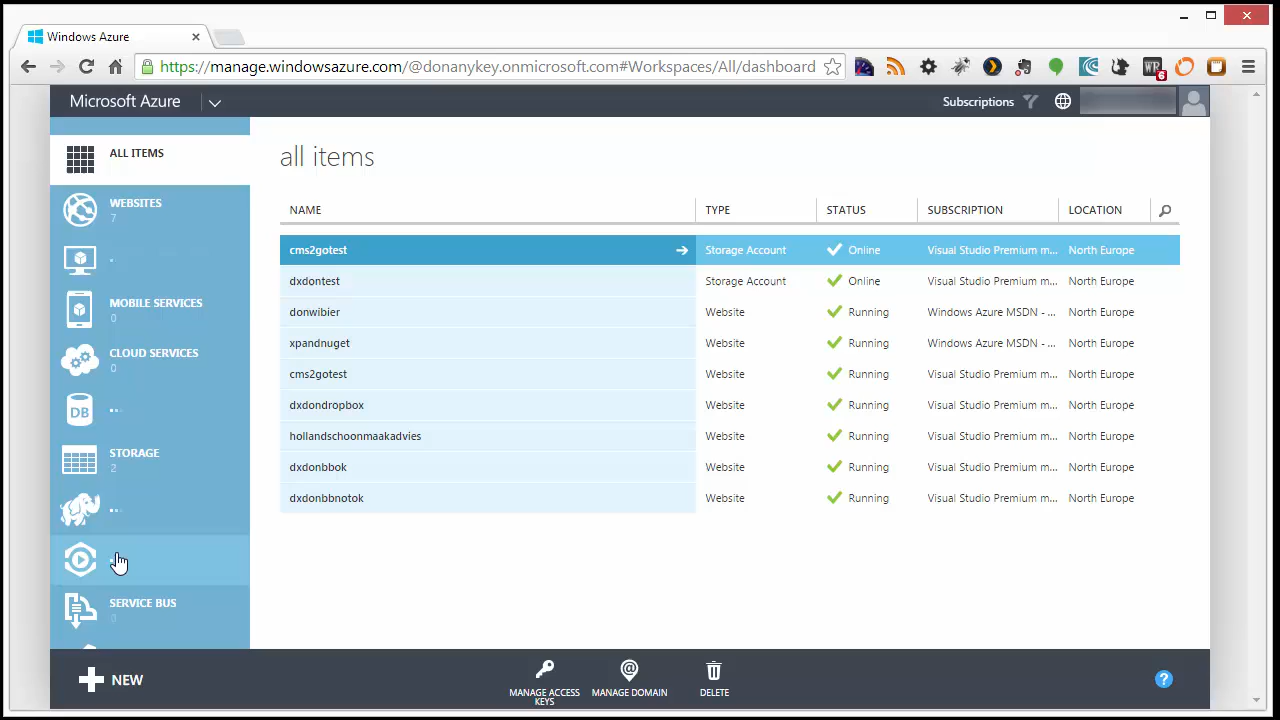 Windows Azure
https://manage.windowsazure.com/@donanykey.onmicrosoft.com#Workspaces/All/dashboard
WR
6
Microsoft Azure
Subscriptions
ALL ITEMS
WEBSITES
7
MOBILE SERVICES
0
CLOUD SERVICES
0
DB
STORAGE
2
SERVICE BUS
0
all items
NAME TYPE STATUS SUBSCRIPTION LOCATION
cms2gotest Storage Account Online Visual Studio Premium m... North Europe
dxdontest Storage Account Online Visual Studio Premium m... North Europe
donwibier Website Running Windows Azure MSDN - ... North Europe
xpandnuget Website Running Windows Azure MSDN - ... North Europe
cms2gotest Website Running Visual Studio Premium m... North Europe
dxdondropbox Website Running Visual Studio Premium m... North Europe
hollandschoonmaakadvies Website Running Visual Studio Premium m... North Europe
dxdonbbok Website Running Visual Studio Premium m... North Europe
dxdonbbnotok Website Running Visual Studio Premium m... North Europe
NEW
MANAGE ACCESS
KEYS
MANAGE DOMAIN
DELETE
?